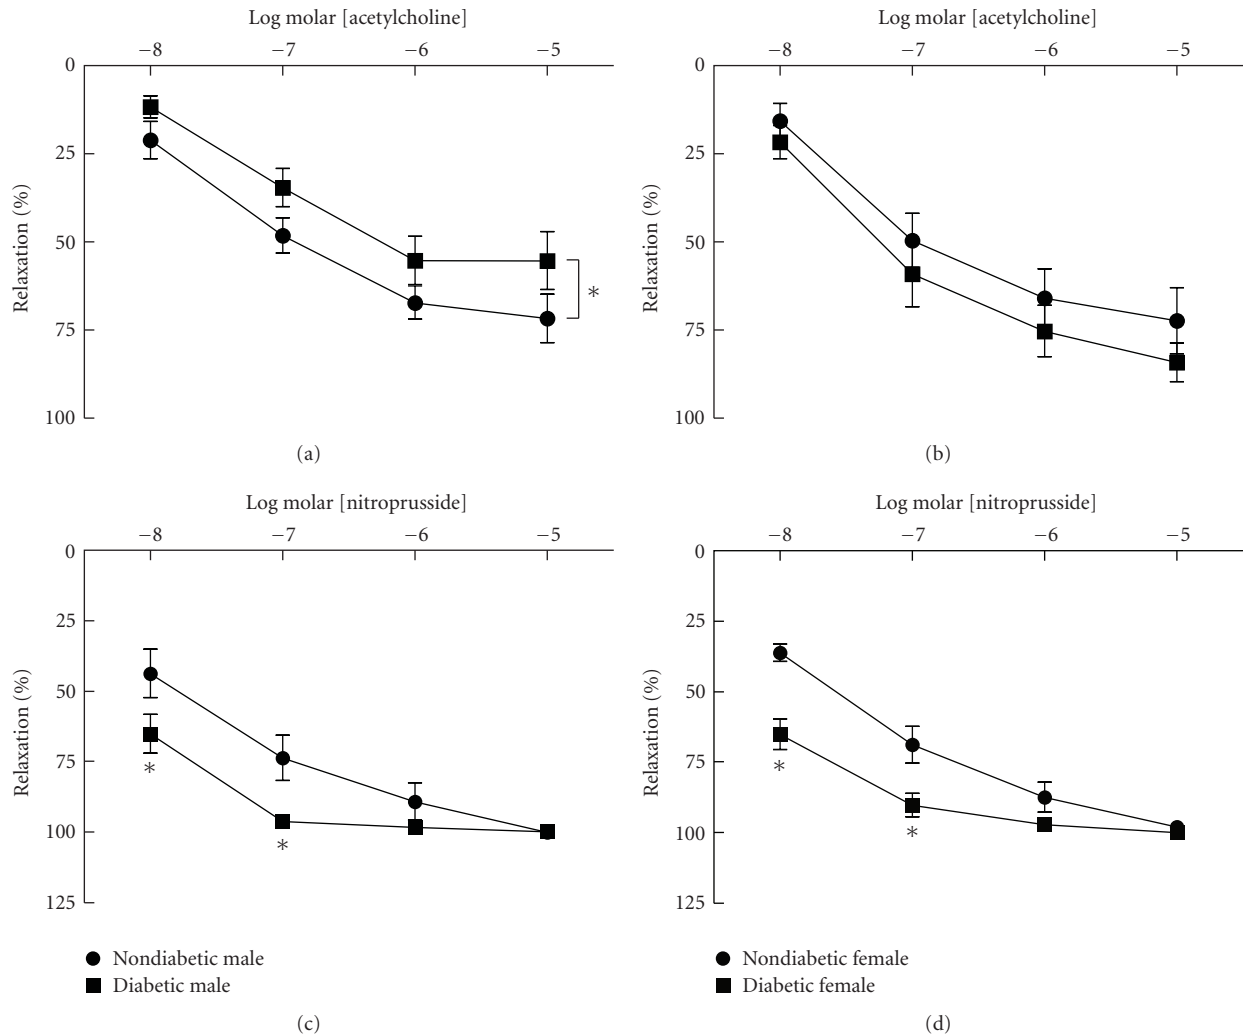 Log molar [acetylcholine]
−8 −7 −6 −5
0
25
50
75
100
Relaxation (%)
*
(a)
Log molar [acetylcholine]
−8 −7 −6 −5
0
25
50
75
100
Relaxation (%)
(b)
Log molar [nitroprusside]
−8 −7 −6 −5
0
25
50
75
100
125
Relaxation (%)
*
*
Nondiabetic male
Diabetic male
(c)
Log molar [nitroprusside]
−8 −7 −6 −5
0
25
50
75
100
125
Relaxation (%)
*
*
Nondiabetic female
Diabetic female
(d)